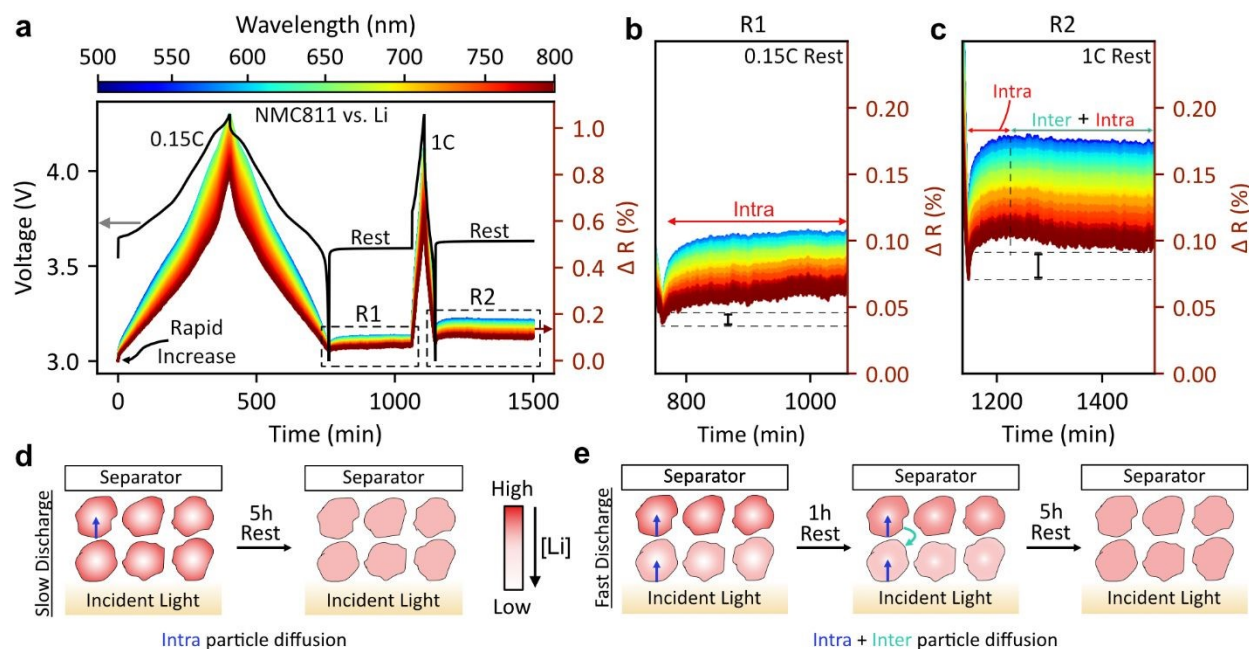 a
Wavelength (nm)
500 550 600 650 700 750 800
NMC811 vs. Li
0.15C
1C
Rest
Rest
R1
R2
Rapid
Increase
Voltage (V)
4.0
3.5
3.0
Δ R (%)
1.0
0.8
0.6
0.4
0.2
0.0
0 500 1000 1500
Time (min)
b
R1
0.15C Rest
Intra
Δ R (%)
0.20
0.15
0.10
0.05
0.00
800 1000
Time (min)
c
R2
1C Rest
Intra
Inter + Intra
Δ R (%)
0.20
0.15
0.10
0.05
0.00
1200 1400
Time (min)
d
Slow Discharge
Separator
Separator
5h
Rest
Incident Light
Incident Light
Intra particle diffusion
High
[Li]
Low
e
Fast Discharge
Separator
Separator
Separator
1h
Rest
5h
Rest
Incident Light
Incident Light
Incident Light
Intra + Inter particle diffusion